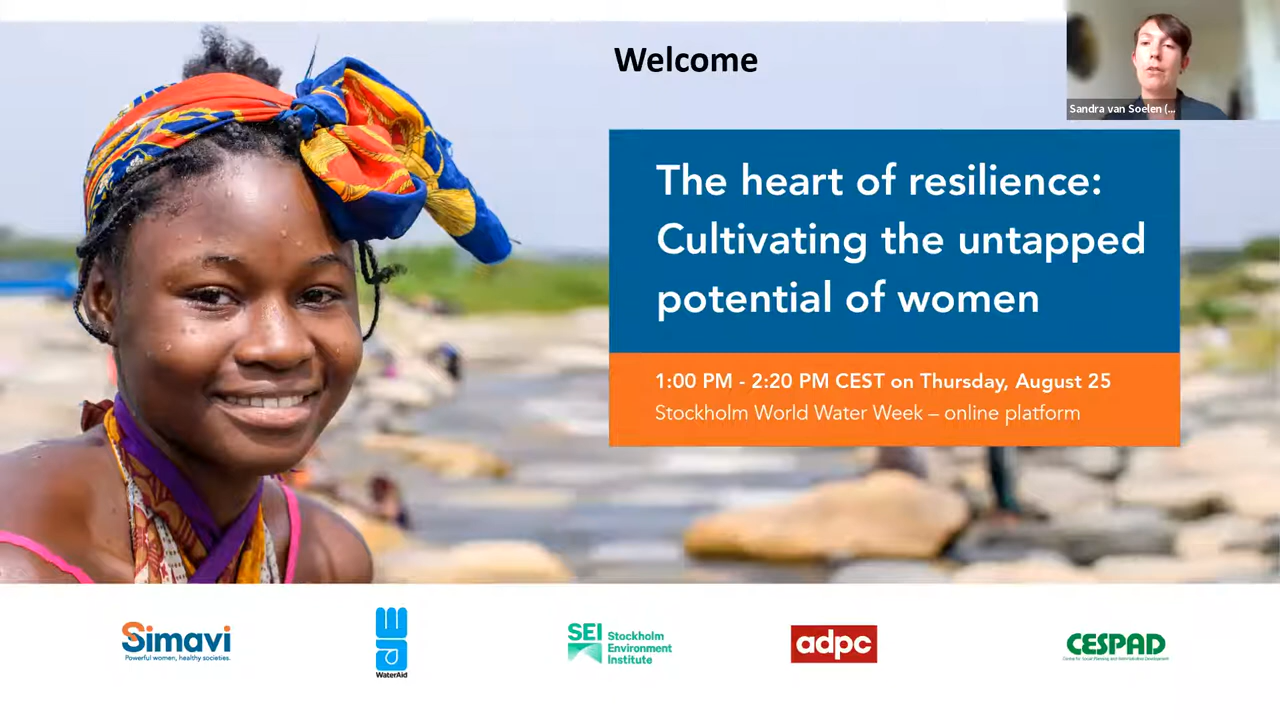 Welcome
Sandra van Soelen (...
The heart of resilience:
Cultivating the untapped
potential of women
1:00 PM - 2:20 PM CEST on Thursday, August 25
Stockholm World Water Week – online platform
Simavi
Powerful women, healthy societies.
WaterAid
SEI Stockholm
Environment
Institute
adpc
CESPAD